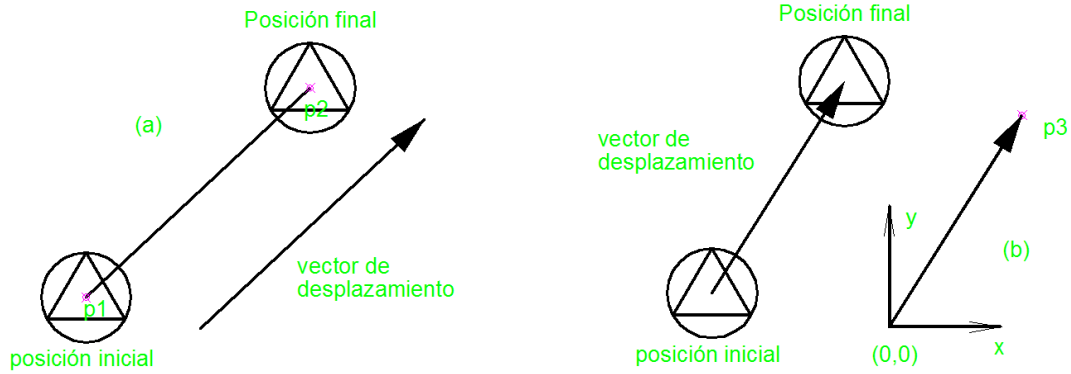 Posición final
p2
(a)
vector de
desplazamiento
p1
posición inicial
Posición final
vector de
desplazamiento
p3
y
(b)
x
(0,0)
posición inicial